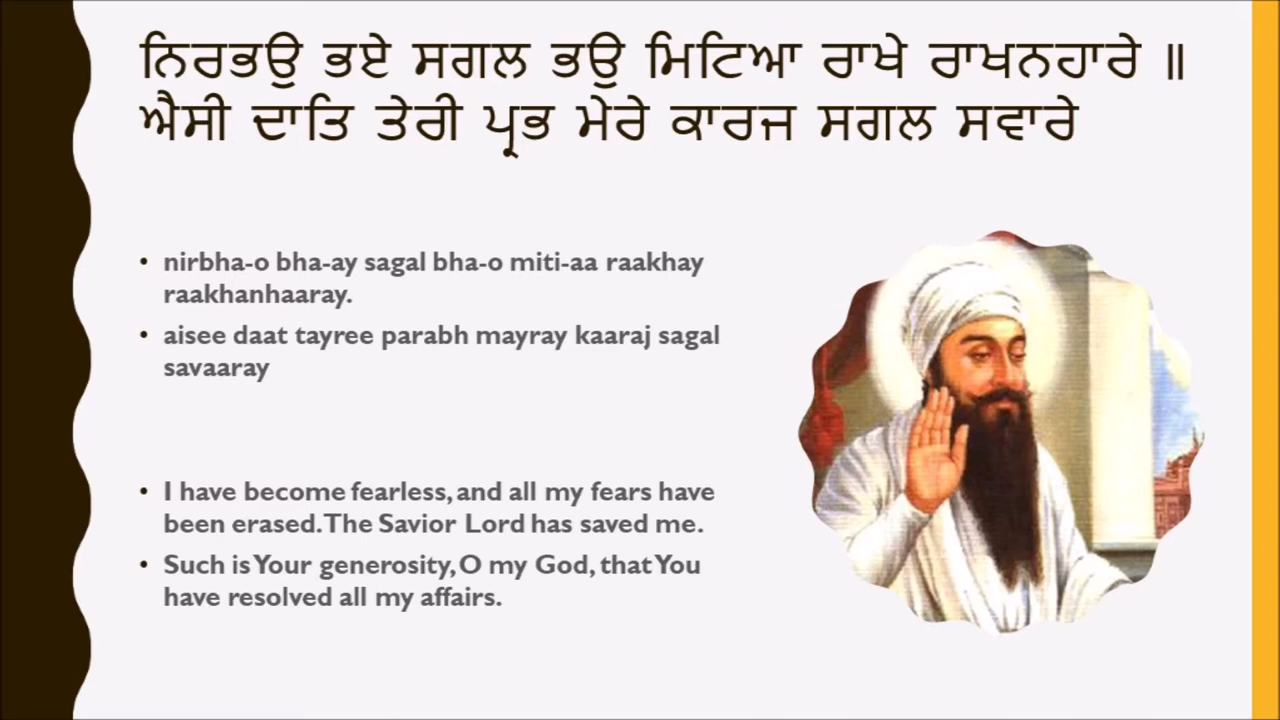 ਨਿਰਭਉ ਭਏ ਸਗਲ ਭਉ ਮਿਟਿਆ ਰਾਖੇ ਰਾਖਨਹਾਰੇ ॥
ਐਸੀ ਦਾਤਿ ਤੇਰੀ ਪ੍ਰਭ ਮੇਰੇ ਕਾਰਜ ਸਗਲ ਸਵਾਰੇ
• nirbha-o bha-ay sagal bha-o miti-aa raakhay
raakhanhaaray.
• aisee daat tayree parabh mayray kaaraj sagal
savaaray
• I have become fearless, and all my fears have
been erased. The Savior Lord has saved me.
• Such is Your generosity, O my God, that You
have resolved all my affairs.